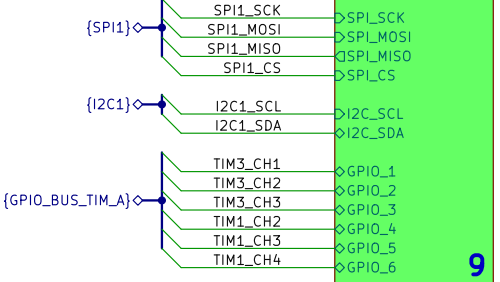 SPI1_SCK SPI_SCK
{SPI1} SPI1_MOSI SPI_MOSI
SPI1_MISO SPI_MISO
SPI1_CS SPI_CS
{I2C1} I2C1_SCL I2C_SCL
I2C1_SDA I2C_SDA
TIM3_CH1 GPIO_1
TIM3_CH2 GPIO_2
{GPIO_BUS_TIM_A} TIM3_CH3 GPIO_3
TIM1_CH2 GPIO_4
TIM1_CH3 GPIO_5
TIM1_CH4 GPIO_6
9